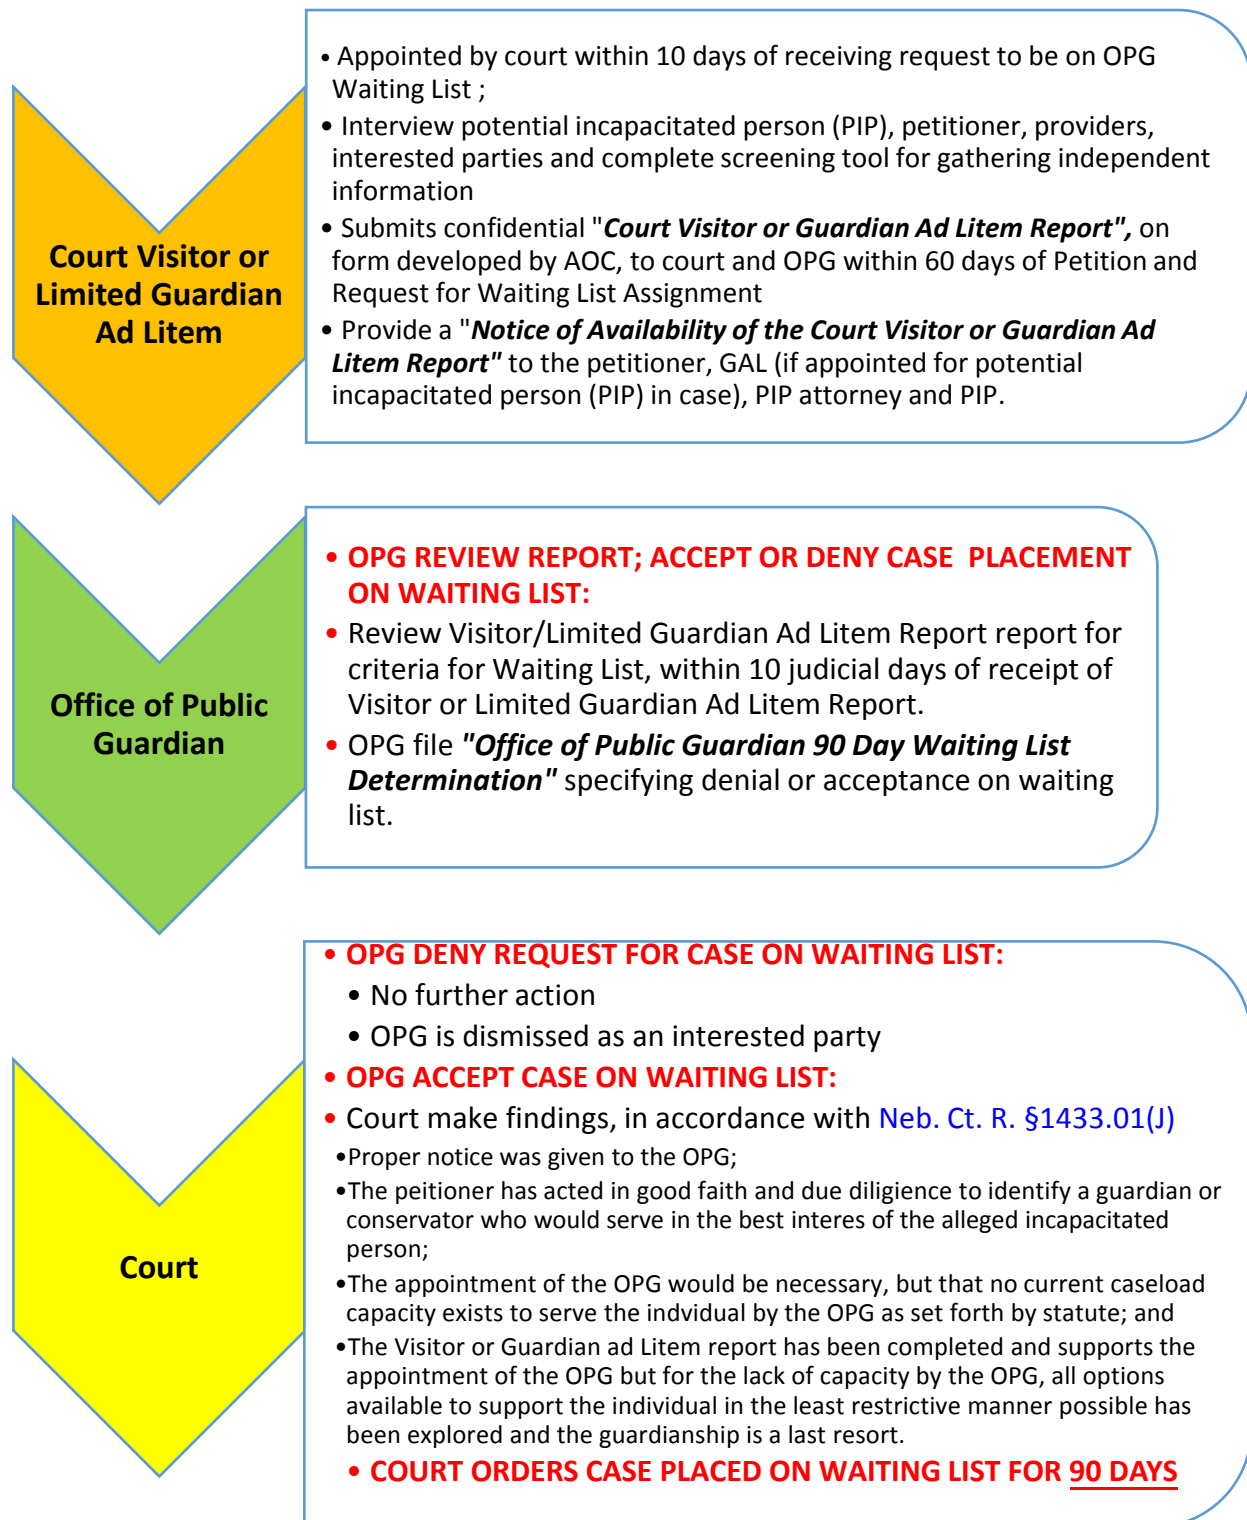 • Appointed by court within 10 days of receiving request to be on OPG
Waiting List ;
• Interview potential incapacitated person (PIP), petitioner, providers,
interested parties and complete screening tool for gathering independent
information
• Submits confidential "Court Visitor or Guardian Ad Litem Report", on
form developed by AOC, to court and OPG within 60 days of Petition and
Request for Waiting List Assignment
• Provide a "Notice of Availability of the Court Visitor or Guardian Ad
Litem Report" to the petitioner, GAL (if appointed for potential
incapacitated person (PIP) in case), PIP attorney and PIP.
Court Visitor or
Limited Guardian
Ad Litem
• OPG REVIEW REPORT; ACCEPT OR DENY CASE PLACEMENT
ON WAITING LIST:
• Review Visitor/Limited Guardian Ad Litem Report report for
criteria for Waiting List, within 10 judicial days of receipt of
Visitor or Limited Guardian Ad Litem Report.
• OPG file "Office of Public Guardian 90 Day Waiting List
Determination" specifying denial or acceptance on waiting
list.
Office of Public
Guardian
• OPG DENY REQUEST FOR CASE ON WAITING LIST:
• No further action
• OPG is dismissed as an interested party
• OPG ACCEPT CASE ON WAITING LIST:
• Court make findings, in accordance with Neb. Ct. R. §1433.01(J)
•Proper notice was given to the OPG;
•The peitioner has acted in good faith and due diligience to identify a guardian or
conservator who would serve in the best interes of the alleged incapacitated
person;
•The appointment of the OPG would be necessary, but that no current caseload
capacity exists to serve the indvidual by the OPG as set forth by statute; and
•The Visitor or Guardian ad Litem report has been completed and supports the
appointment of the OPG but for the lack of capacity by the OPG, all options
available to support the individual in the least restrictive manner possible has
been explored and the guardianship is a last resort.
• COURT ORDERS CASE PLACED ON WAITING LIST FOR 90 DAYS
Court